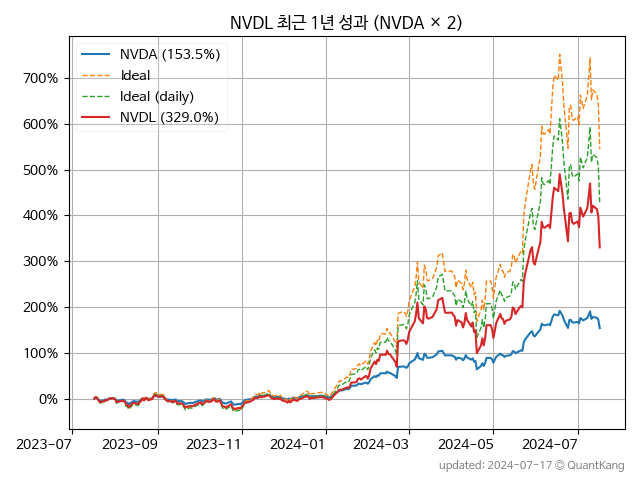 NVDL 최근 1년 성과 (NVDA × 2)
NVDA (153.5%)
Ideal
Ideal (daily)
NVDL (329.0%)
700%
600%
500%
400%
300%
200%
100%
0%
2023-07 2023-09 2023-11 2024-01 2024-03 2024-05 2024-07
updated: 2024-07-17 © QuantKang